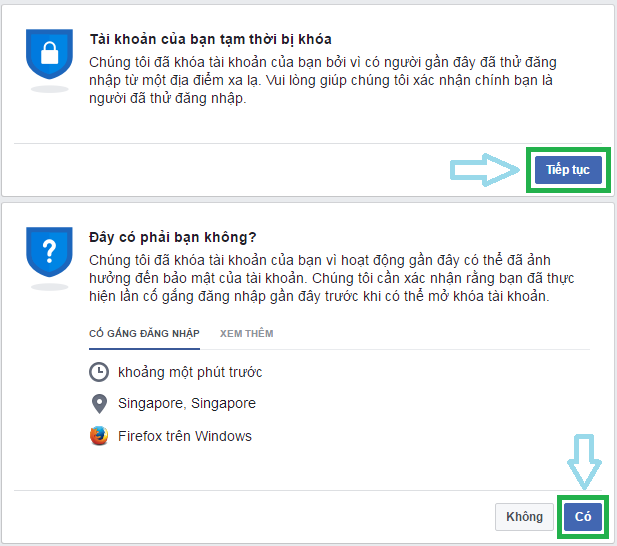 Tài khoản của bạn tạm thời bị khóa
Chúng tôi đã khóa tài khoản của bạn bởi vì có người gần đây đã thử đăng
nhập từ một địa điểm xa lạ. Vui lòng giúp chúng tôi xác nhận chính bạn là
người đã thử đăng nhập.
Tiếp tục
Đây có phải bạn không?
Chúng tôi đã khóa tài khoản của bạn vì hoạt động gần đây có thể đã ảnh
hưởng đến bảo mật của tài khoản. Chúng tôi cần xác nhận rằng bạn đã thực
hiện lần cố gắng đăng nhập gần đây trước khi có thể mở khóa tài khoản.
CỐ GẮNG ĐĂNG NHẬP XEM THÊM
khoảng một phút trước
Singapore, Singapore
Firefox trên Windows
Không Có